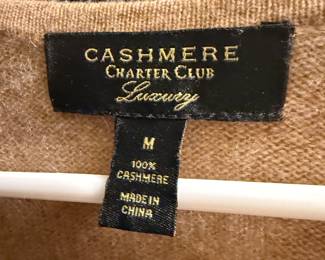 CASHMERE
CHARTER CLUB
Luxury
M
100%
CASHMERE
MADE IN
CHINA